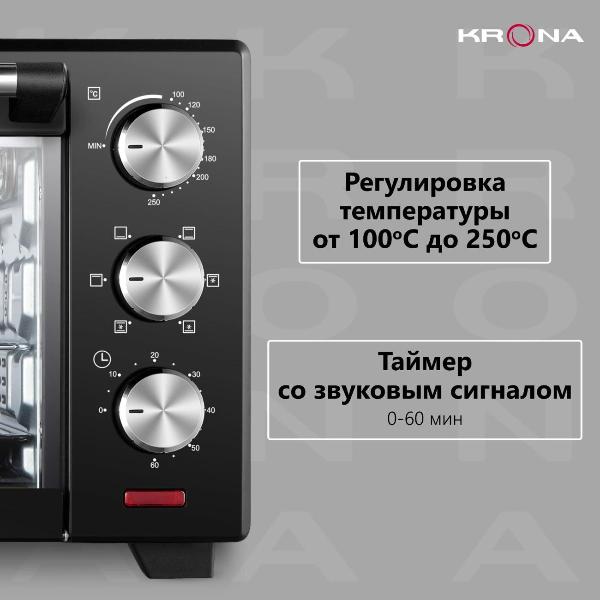 KRONA
°C
100
120
150
MIN
180
200
250
Регулировка
температуры
от 100°C до 250°C
20
10
30
0
40
50
60
Таймер
со звуковым сигналом
0-60 мин
K R O N A
K R O N A
K R O N A